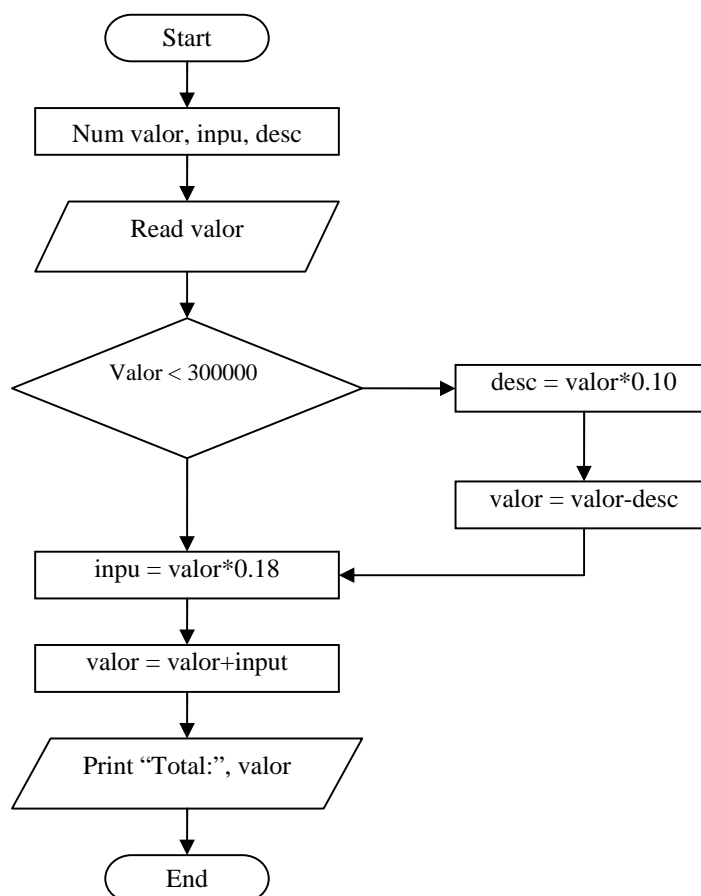 Start
Num valor, inpu, desc
Read valor
Valor < 300000
desc = valor*0.10
valor = valor-desc
inpu = valor*0.18
valor = valor+input
Print “Total:”, valor
End